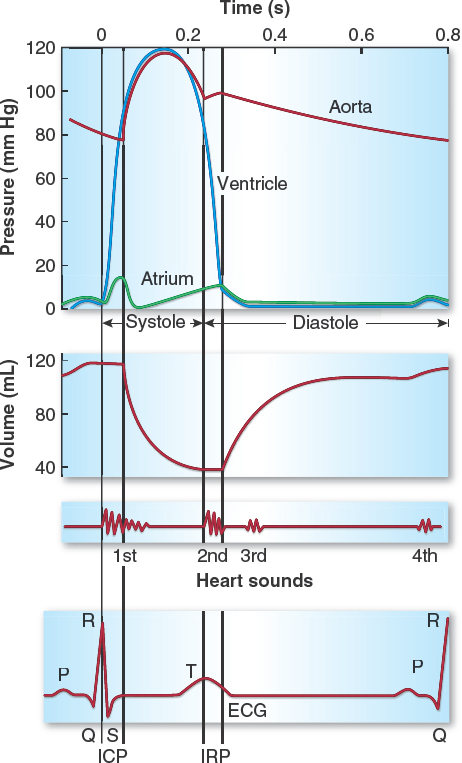 Time (s)
0 0.2 0.4 0.6 0.8
Pressure (mm Hg)
120
100
80
60
40
20
0
Aorta
Ventricle
Atrium
Systole Diastole
Volume (mL)
120
80
40
1st 2nd 3rd 4th
Heart sounds
R R
P T P
ECG
Q S Q
ICP IRP